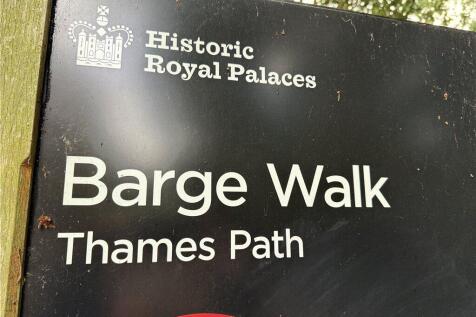 Historic
Royal Palaces
Barge Walk
Thames Path